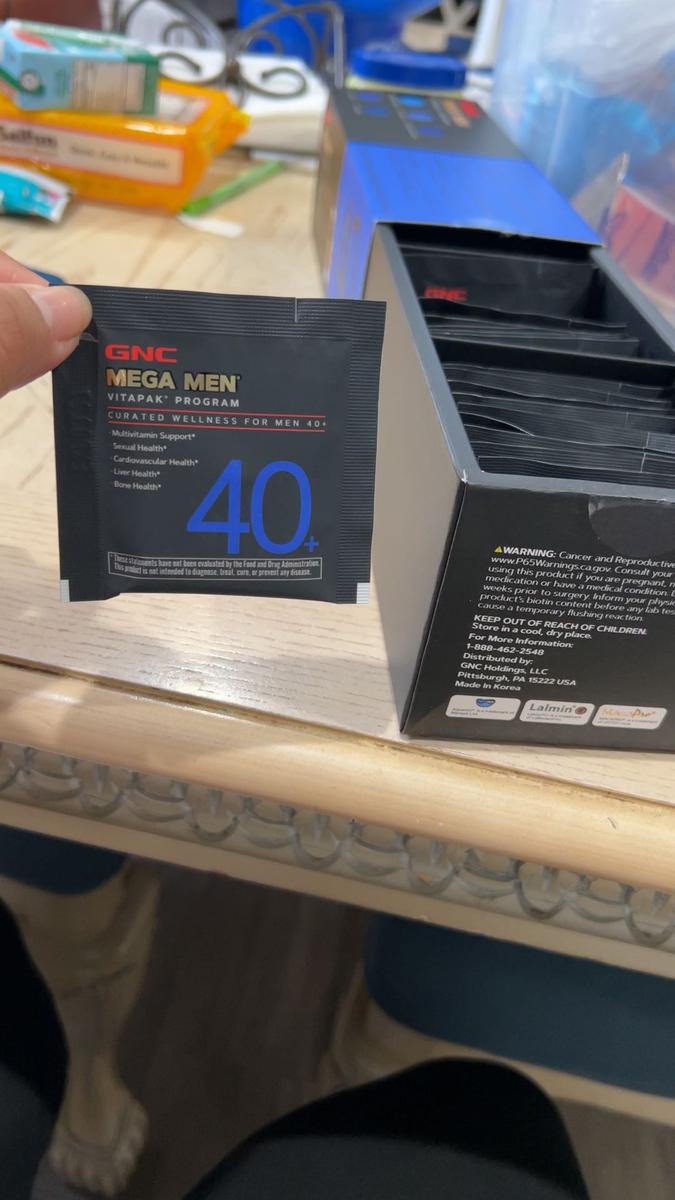 GNC
GNC
MEGA MEN®
VITAPAK® PROGRAM
CURATED WELLNESS FOR MEN 40+
·Multivitamin Support*
·Sexual Health*
·Cardiovascular Health*
·Liver Health*
·Bone Health*
40+
These statements have not been evaluated by the Food and Drug Administration.
This product is not intended to diagnose, treat, cure, or prevent any disease.
WARNING: Cancer and Reproductive
www.P65Warnings.ca.gov. Consult your
using this product if you are pregnant,
medication or have a medical condition.
weeks prior to surgery. Inform your
product's biotin content before any lab
cause a temporary flushing reaction.
KEEP OUT OF REACH OF CHILDREN.
Store in a cool, dry place.
For More Information:
1-888-462-2548
Distributed by:
GNC Holdings, LLC
Pittsburgh, PA 15222 USA
Made in Korea
Lalmin®